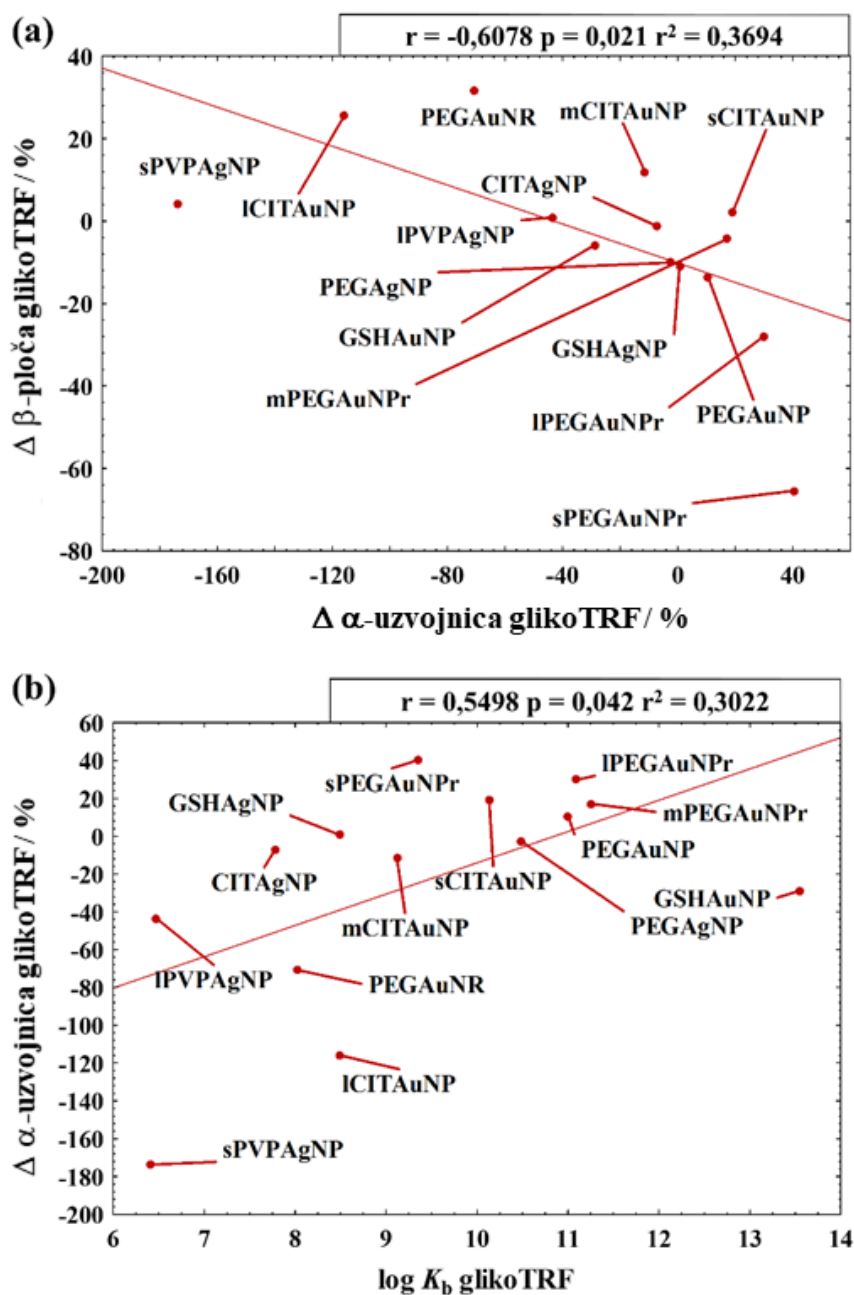 (a)
r = -0,6078 p = 0,021 r² = 0,3694
40
20
0
-20
-40
-60
-80
Δ β-ploča glikoTRF / %
PEGAuNR
mCITAuNP
sCITAuNP
sPVPAgNP
lCITAuNP
CITAgNP
lPVPAgNP
PEGAgNP
GSHAuNP
GSHAgNP
mPEGAuNPr
lPEGAuNPr
PEGAuNP
sPEGAuNPr
-200 -160 -120 -80 -40 0 40
Δ α-uzvojnica glikoTRF/ %
(b)
r = 0,5498 p = 0,042 r² = 0,3022
60
40
20
0
-20
-40
-60
-80
-100
-120
-140
-160
-180
-200
Δ α-uzvojnica glikoTRF / %
sPEGAuNPr
lPEGAuNPr
GSHAgNP
mPEGAuNPr
CITAgNP
sCITAuNP
PEGAuNP
mCITAuNP
GSHAuNP
PEGAgNP
lPVPAgNP
PEGAuNR
lCITAuNP
sPVPAgNP
6 7 8 9 10 11 12 13 14
log K_b glikoTRF